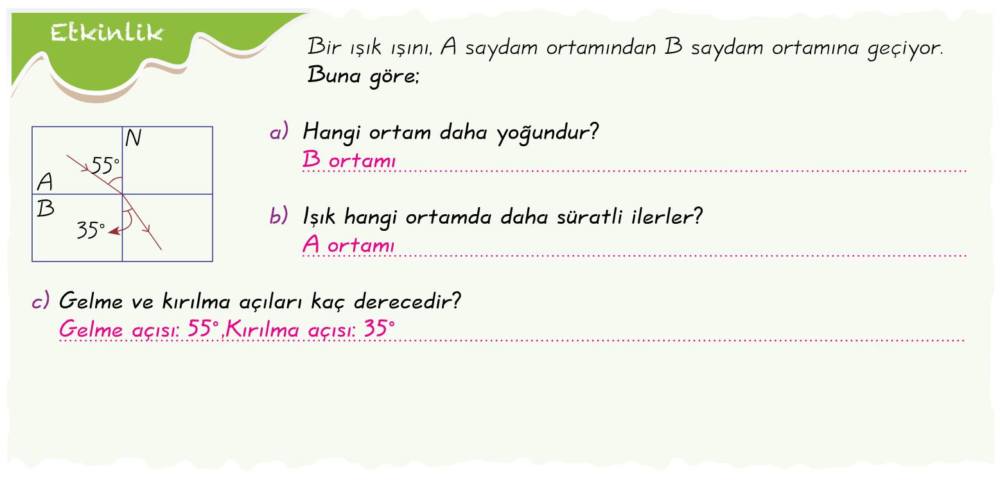 Etkinlik
Bir ışık ışını, A saydam ortamından B saydam ortamına geçiyor.
Buna göre;
N
55°
A
B
35°
a) Hangi ortam daha yoğundur?
B ortamı
b) Işık hangi ortamda daha süratli ilerler?
A ortamı
c) Gelme ve kırılma açıları kaç derecedir?
Gelme açısı: 55°,Kırılma açısı: 35°